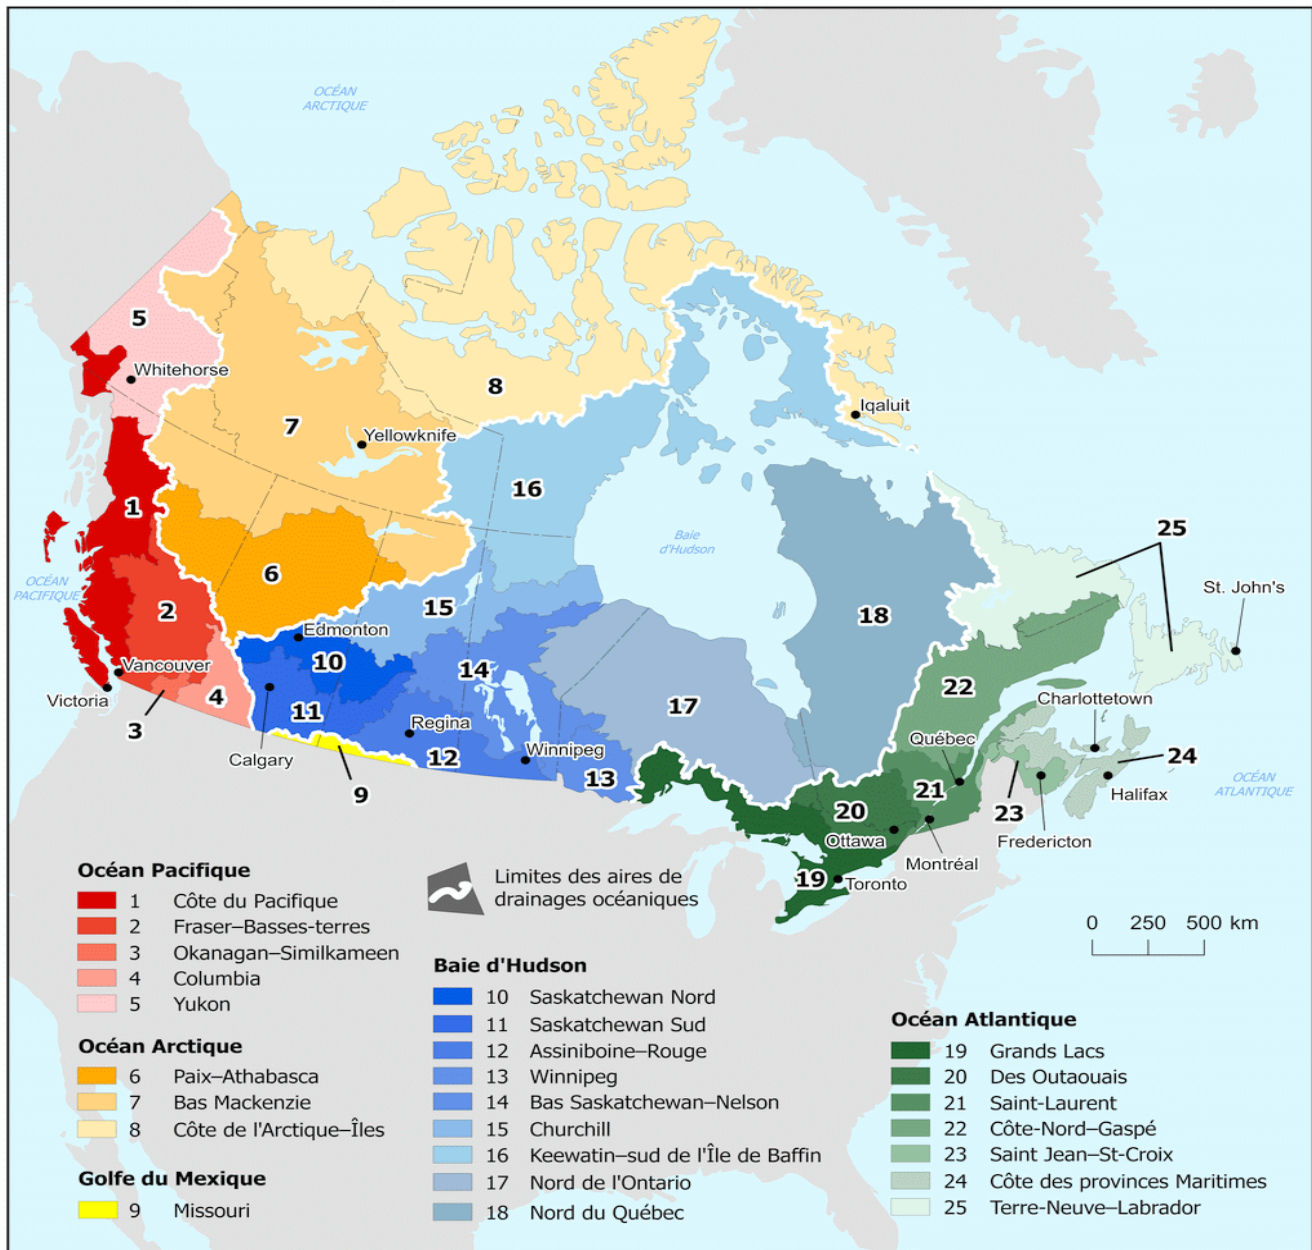 OCÉAN
ARCTIQUE
5
Whitehorse
8
Iqaluit
7
Yellowknife
16
1
25
Baie
d'Hudson
OCÉAN
PACIFIQUE
6
St. John's
2
15
18
Edmonton
10
Vancouver
14
22
Victoria
4
Charlottetown
3
11
17
Regina
Québec
Calgary
12
Winnipeg
24
13
21
OCÉAN
ATLANTIQUE
9
Halifax
20
23
Ottawa
Fredericton
Montréal
19
Toronto
Limites des aires de
drainages océaniques
0 250 500 km
Océan Pacifique
1 Côte du Pacifique
2 Fraser–Basses-terres
3 Okanagan–Similkameen
4 Columbia
5 Yukon
Océan Arctique
6 Paix–Athabasca
7 Bas Mackenzie
8 Côte de l'Arctique–Îles
Golfe du Mexique
9 Missouri
Baie d'Hudson
10 Saskatchewan Nord
11 Saskatchewan Sud
12 Assiniboine–Rouge
13 Winnipeg
14 Bas Saskatchewan–Nelson
15 Churchill
16 Keewatin–sud de l'Île de Baffin
17 Nord de l'Ontario
18 Nord du Québec
Océan Atlantique
19 Grands Lacs
20 Des Outaouais
21 Saint-Laurent
22 Côte-Nord–Gaspé
23 Saint Jean–St-Croix
24 Côte des provinces Maritimes
25 Terre-Neuve–Labrador